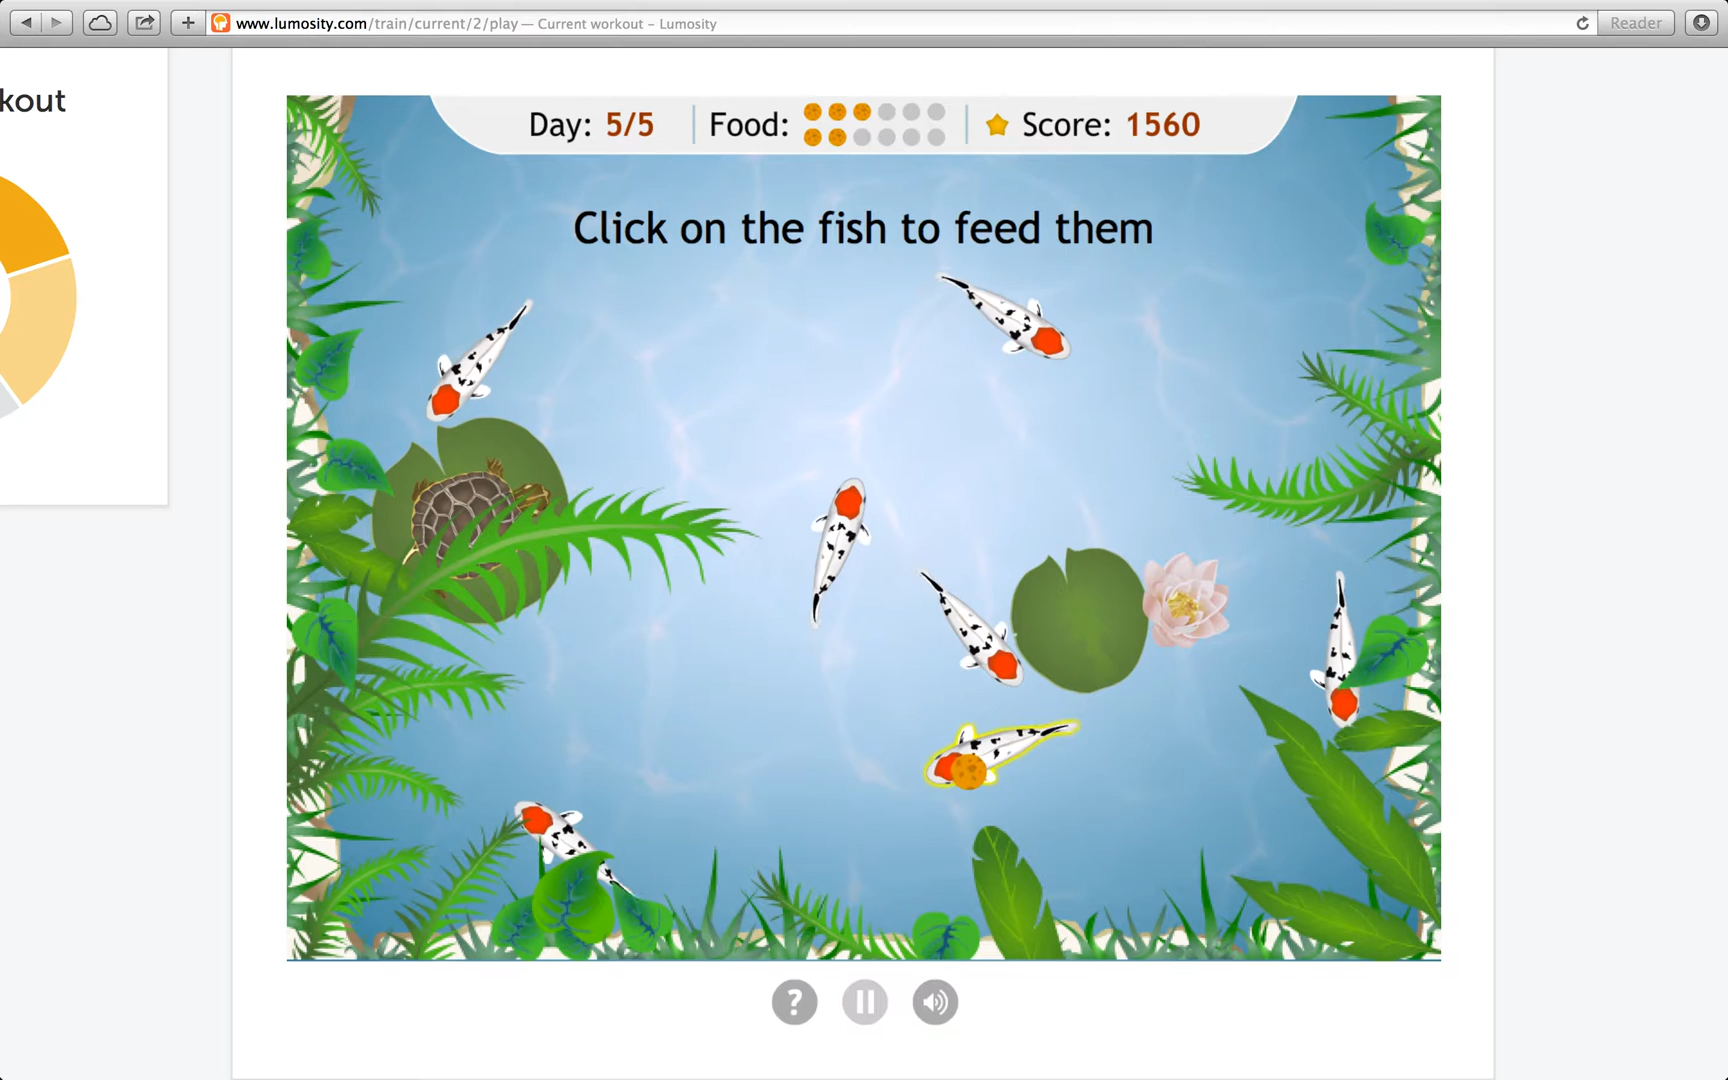 www.lumosity.com/train/current/2/play — Current workout – Lumosity
Reader
kout
Day: 5/5
Food:
Score: 1560
Click on the fish to feed them
?